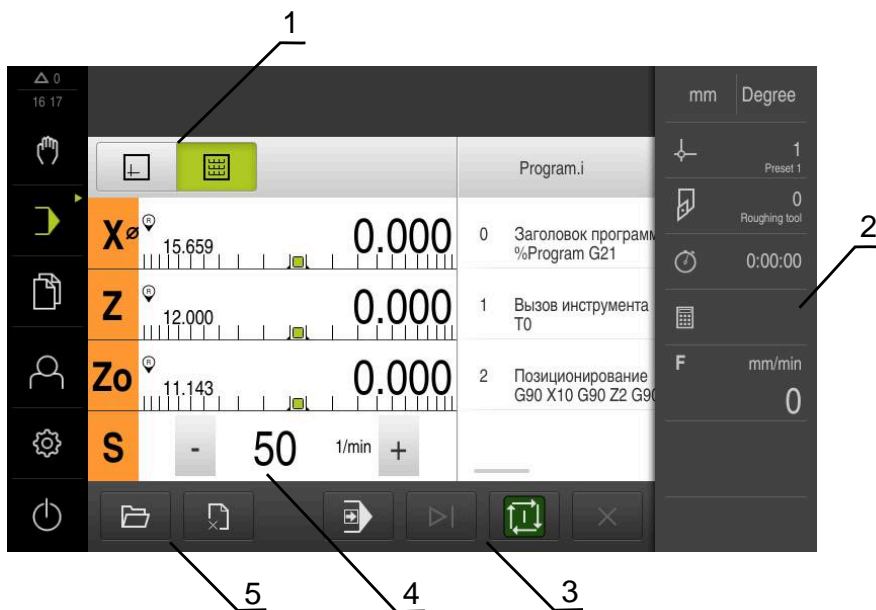 1
0
16 17
mm Degree
Program.i
1
Preset 1
X⌀ R 15.659 0.000
0 Заголовок программ
%Program G21
0
Roughing tool
2
0:00:00
Z R 12.000 0.000
1 Вызов инструмента
T0
F mm/min
0
Zo R 11.143 0.000
2 Позиционирование
G90 X10 G90 Z2 G90
S - 50 1/min +
5 4 3